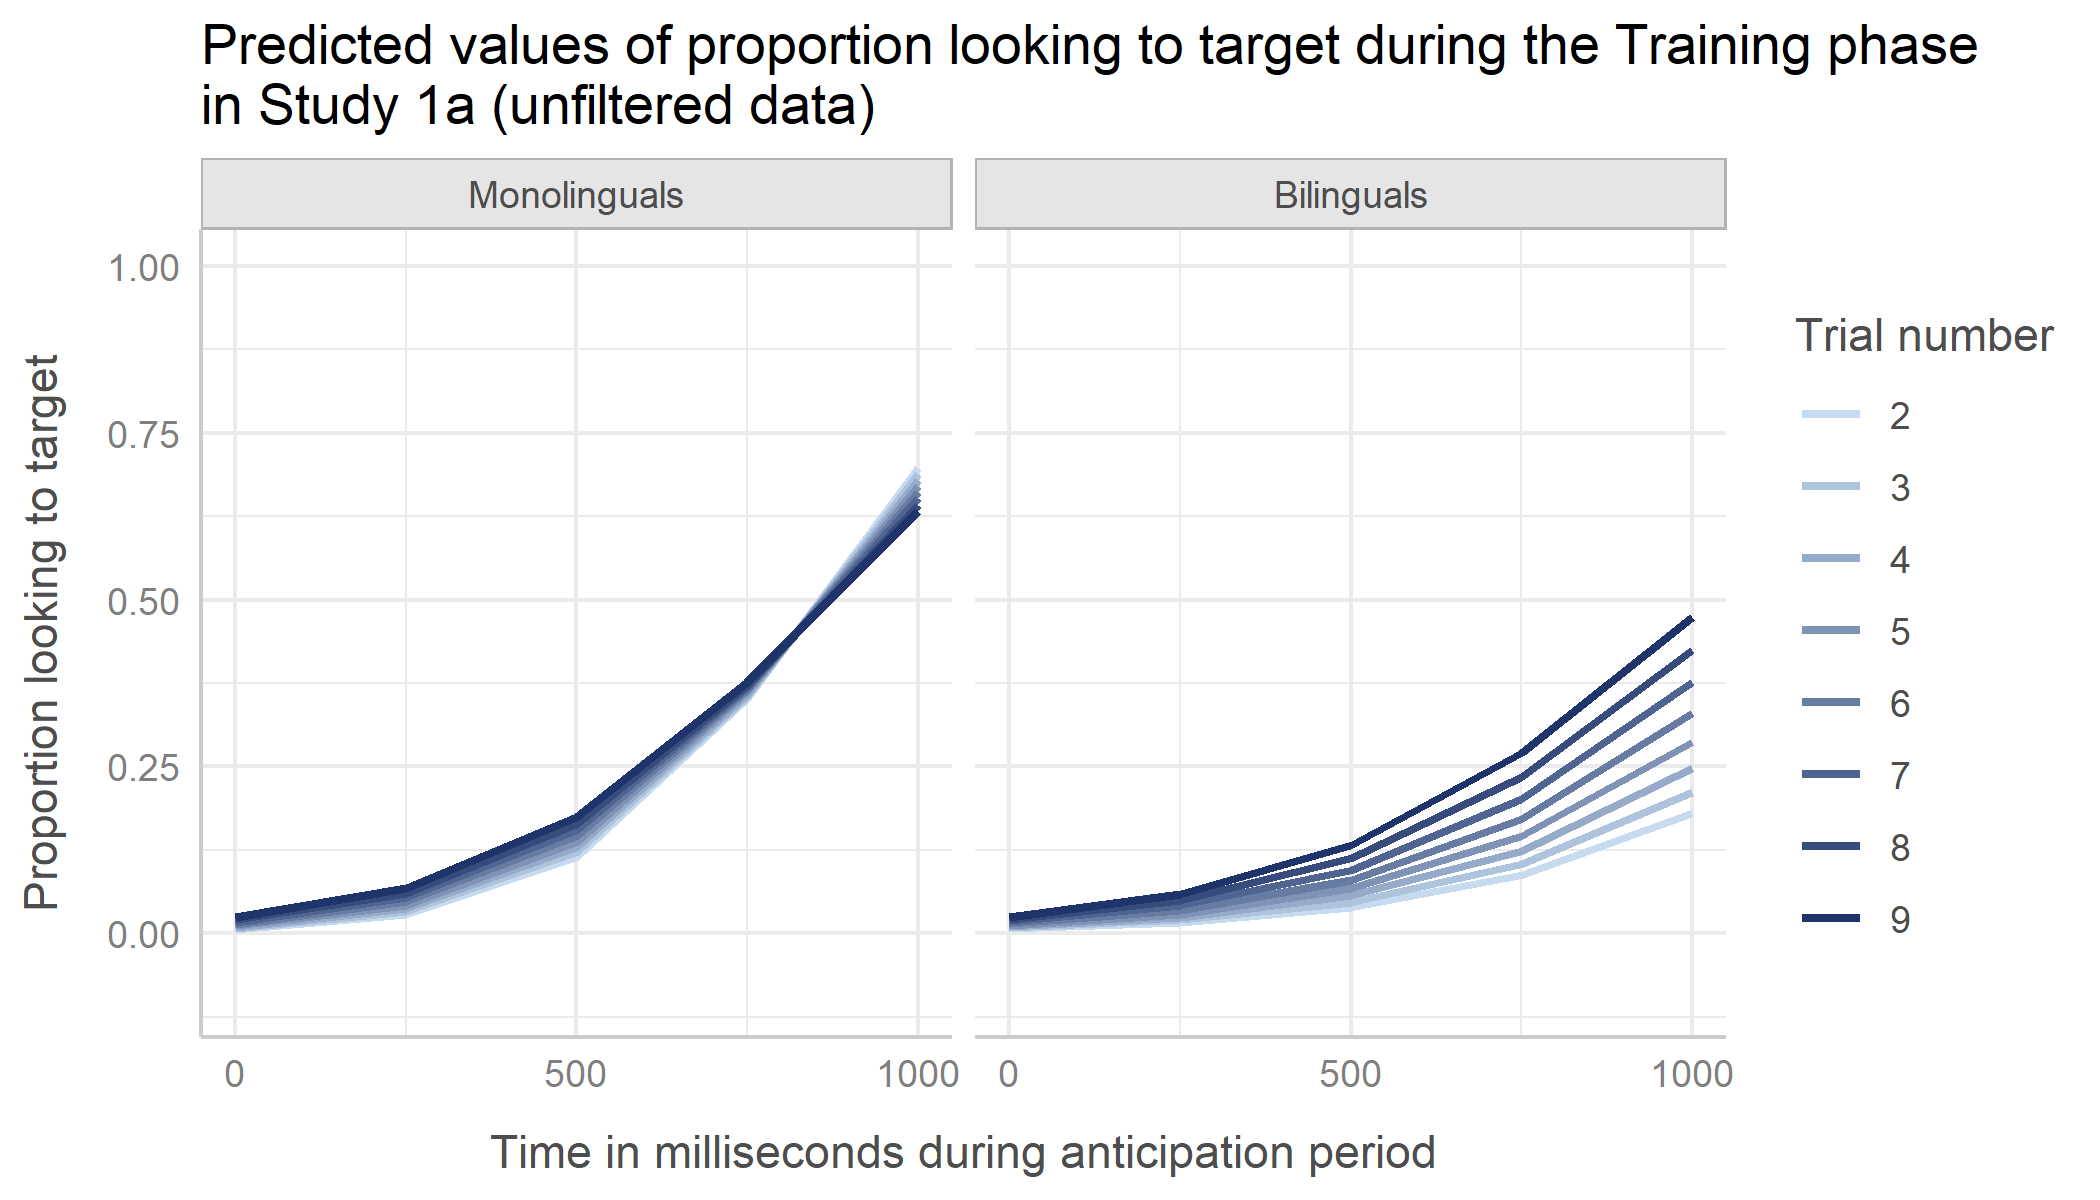 Predicted values of proportion looking to target during the Training phase
in Study 1a (unfiltered data)
Monolinguals
Bilinguals
Proportion looking to target
1.00
0.75
0.50
0.25
0.00
0
500
1000
0
500
1000
Time in milliseconds during anticipation period
Trial number
2
3
4
5
6
7
8
9